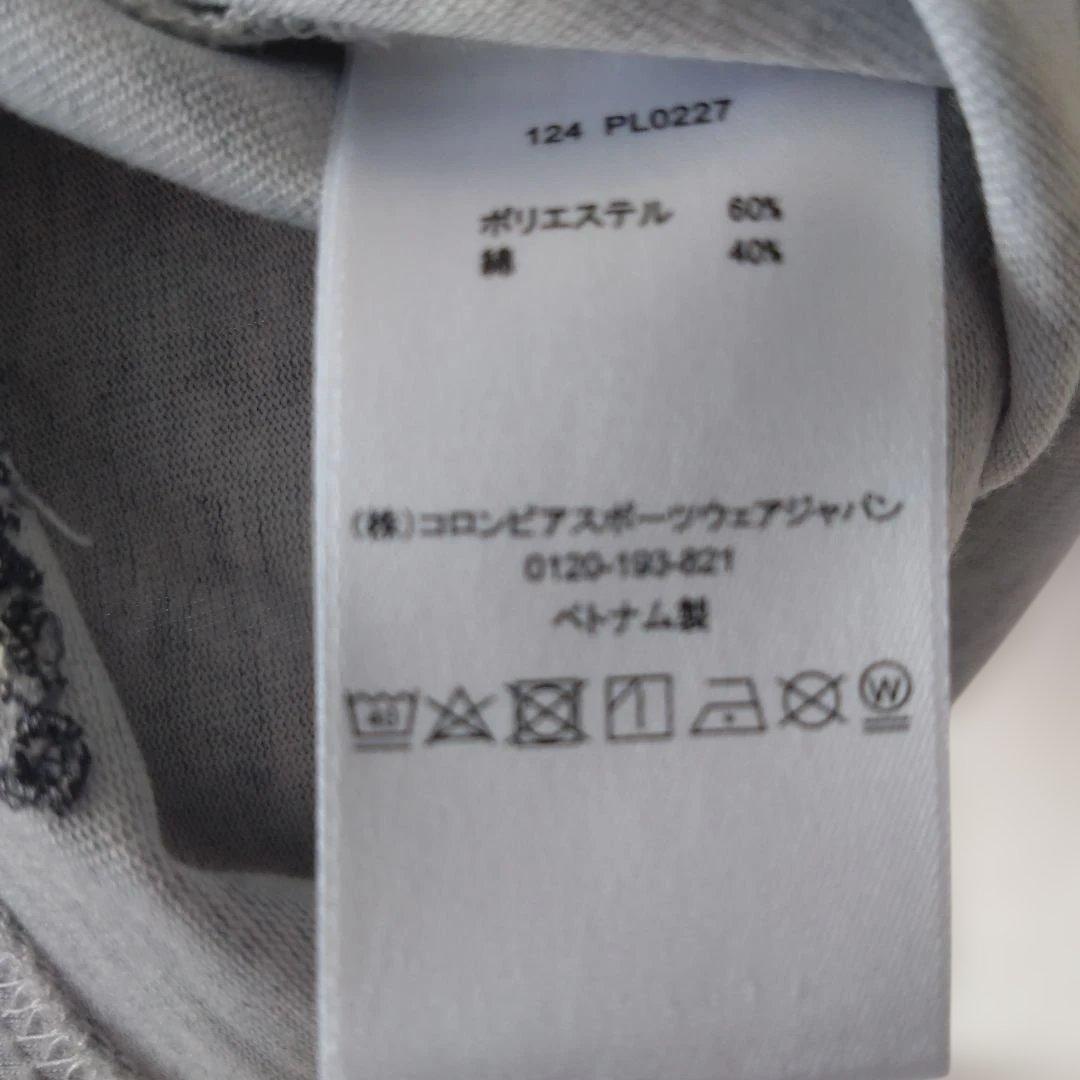 124 PL0227
ポリエステル 60%
綿 40%
(株)コロンビアスポーツウェアジャパン
0120-193-821
ベトナム製
40
W